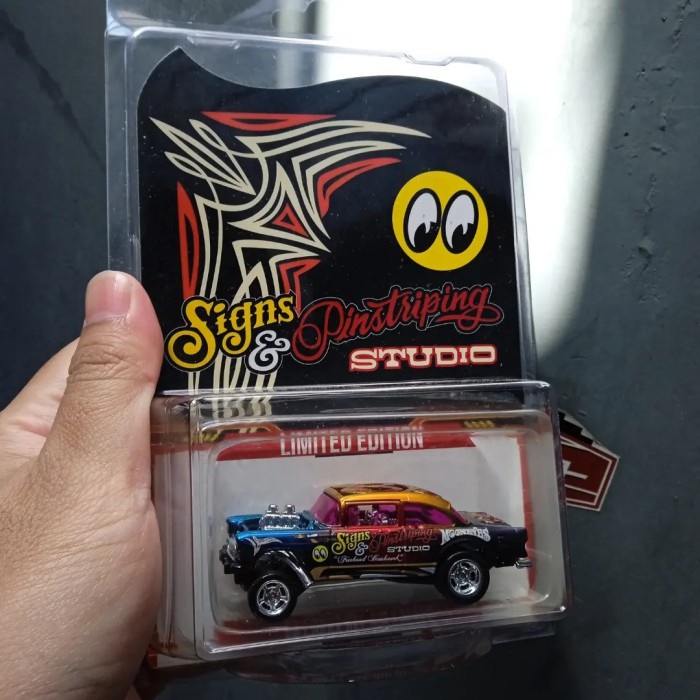 Signs & Pinstriping
STUDIO
LIMITED EDITION
Signs & Pinstriping
STUDIO
MOONEYES